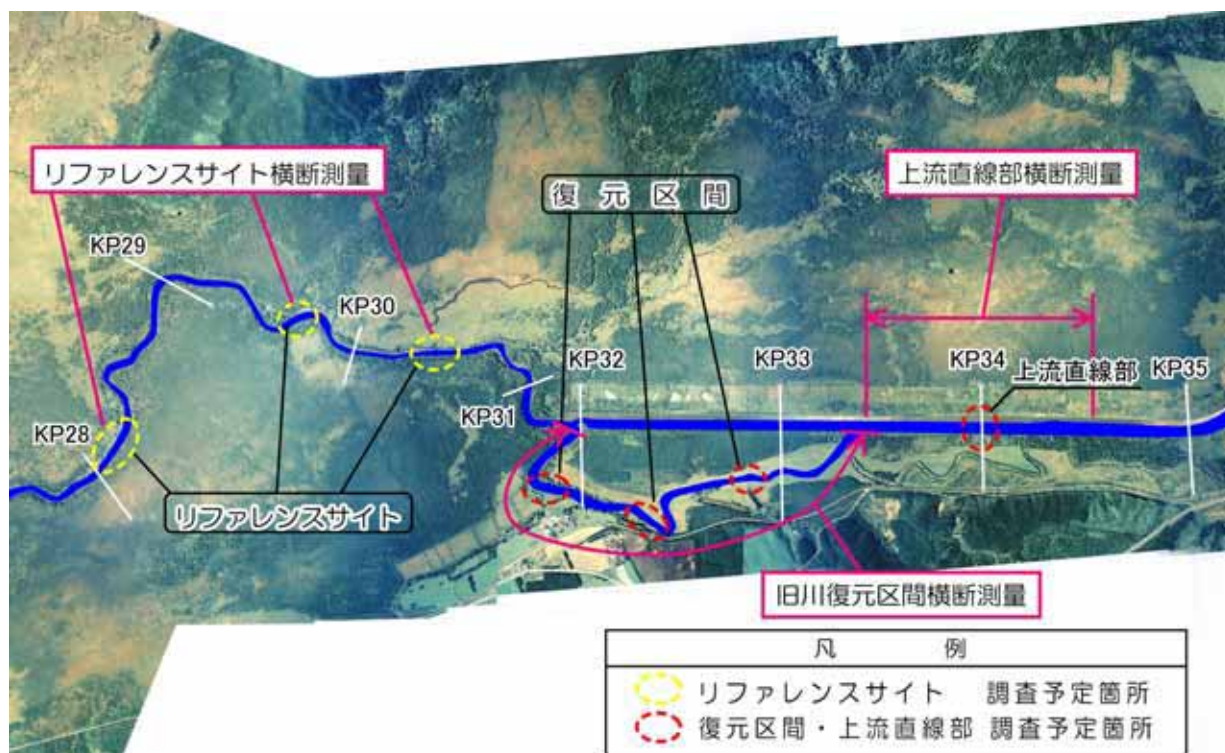 リファレンスサイト横断測量
復元区間
上流直線部横断測量
KP29
KP30
KP32
KP33
KP34
上流直線部
KP35
KP31
KP28
リファレンスサイト
旧川復元区間横断測量
凡例
リファレンスサイト 調査予定箇所
復元区間・上流直線部 調査予定箇所